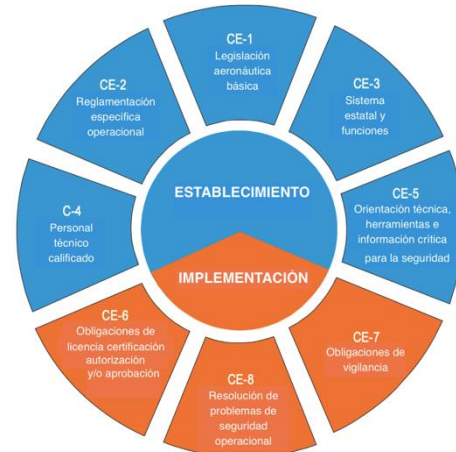 CE-1
Legislación
aeronáutica
básica
CE-2
Reglamentación
específica
operacional
CE-3
Sistema
estatal y
funciones
C-4
Personal
técnico
calificado
ESTABLECIMIENTO
CE-5
Orientación técnica,
herramientas e
información crítica
para la seguridad
IMPLEMENTACIÓN
CE-6
Obligaciones de
licencia certificación
autorización
y/o aprobación
CE-8
Resolución de
problemas de
seguridad
operacional
CE-7
Obligaciones de
vigilancia